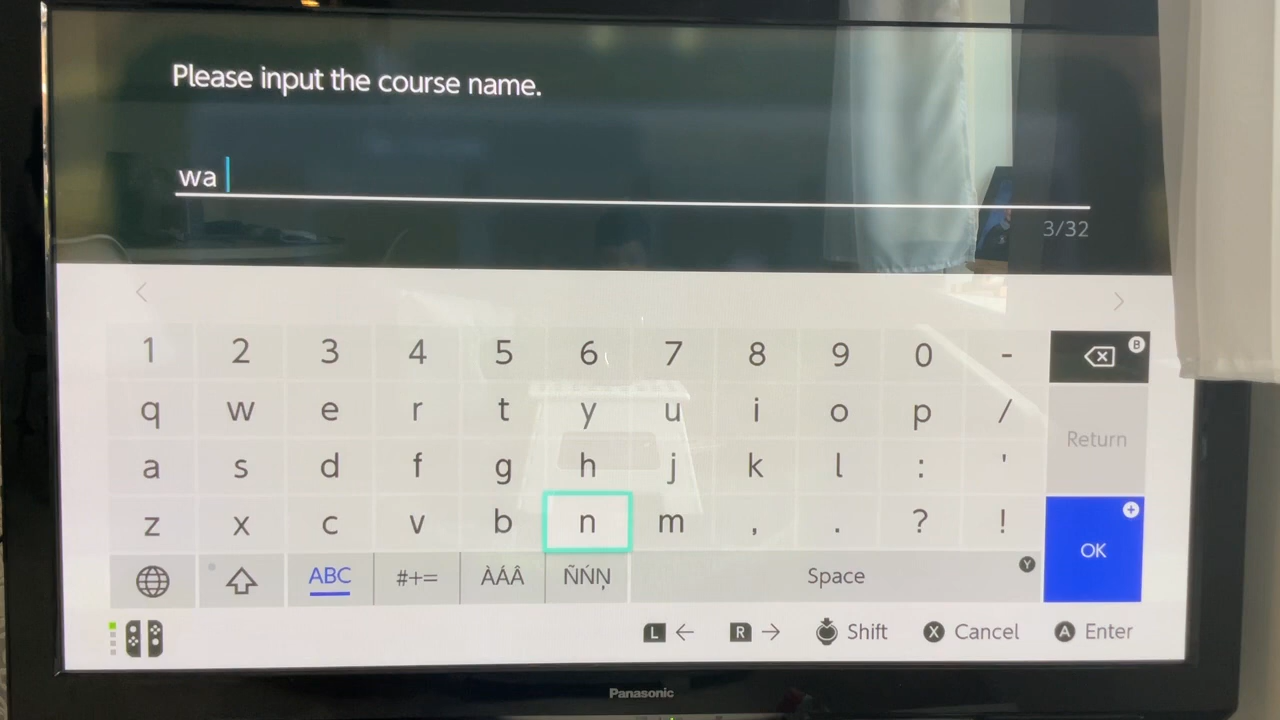 Please input the course name.
wa
3/32
1 2 3 4 5 6 7 8 9 0 -
B
q w e r t y u i o p /
Return
a s d f g h j k l : '
z x c v b n m , . ? !
OK
ABC #+= ÀÁÂ ÑŃŅ Space Y
L ← R → Shift X Cancel A Enter
Panasonic